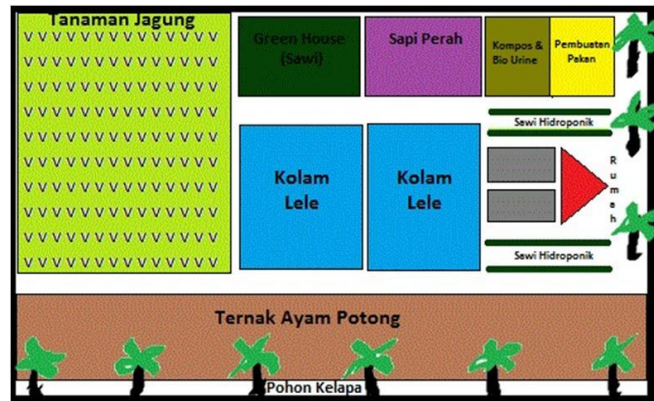 Tanaman Jagung
Green House
(Sawi)
Sapi Perah
Kompos &
Bio Urine
Pembuatan
Pakan
Sawi Hidroponik
Kolam
Lele
Kolam
Lele
Rumah
Sawi Hidroponik
Ternak Ayam Potong
Pohon Kelapa